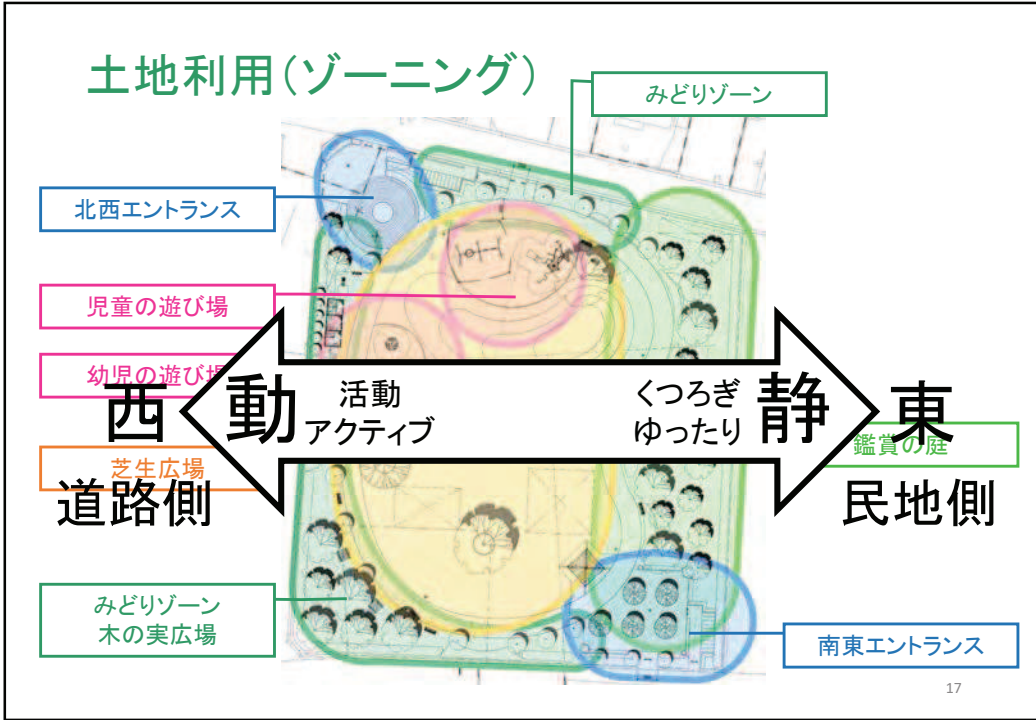 土地利用(ゾーニング)
みどりゾーン
北西エントランス
児童の遊び場
幼児の遊び場
西
動
活動
アクティブ
くつろぎ
ゆったり
静
東
芝生広場
鑑賞の庭
道路側
民地側
みどりゾーン
木の実広場
南東エントランス
17